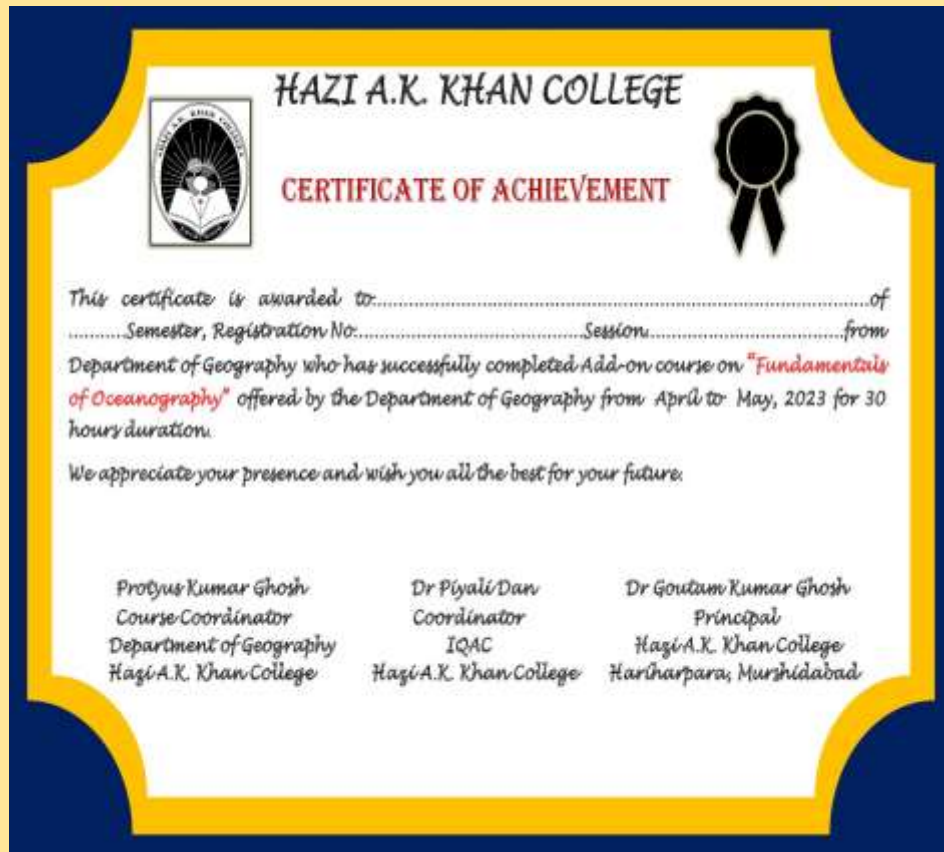 HAZI A.K. KHAN COLLEGE
HAZI A.K. KHAN COLLEGE
CERTIFICATE OF ACHIEVEMENT
This certificate is awarded to..........................................................................................of
..........Semester, Registration No........................................Session...................................from
Department of Geography who has successfully completed Add-on course on "Fundamentals
of Oceanography" offered by the Department of Geography from April to May, 2023 for 30
hours duration.
We appreciate your presence and wish you all the best for your future.
Protyus Kumar Ghosh
Course Coordinator
Department of Geography
Hazi A.K. Khan College
Dr Piyali Dan
Coordinator
IQAC
Hazi A.K. Khan College
Dr Goutam Kumar Ghosh
Principal
Hazi A.K. Khan College
Hariharpara, Murshidabad